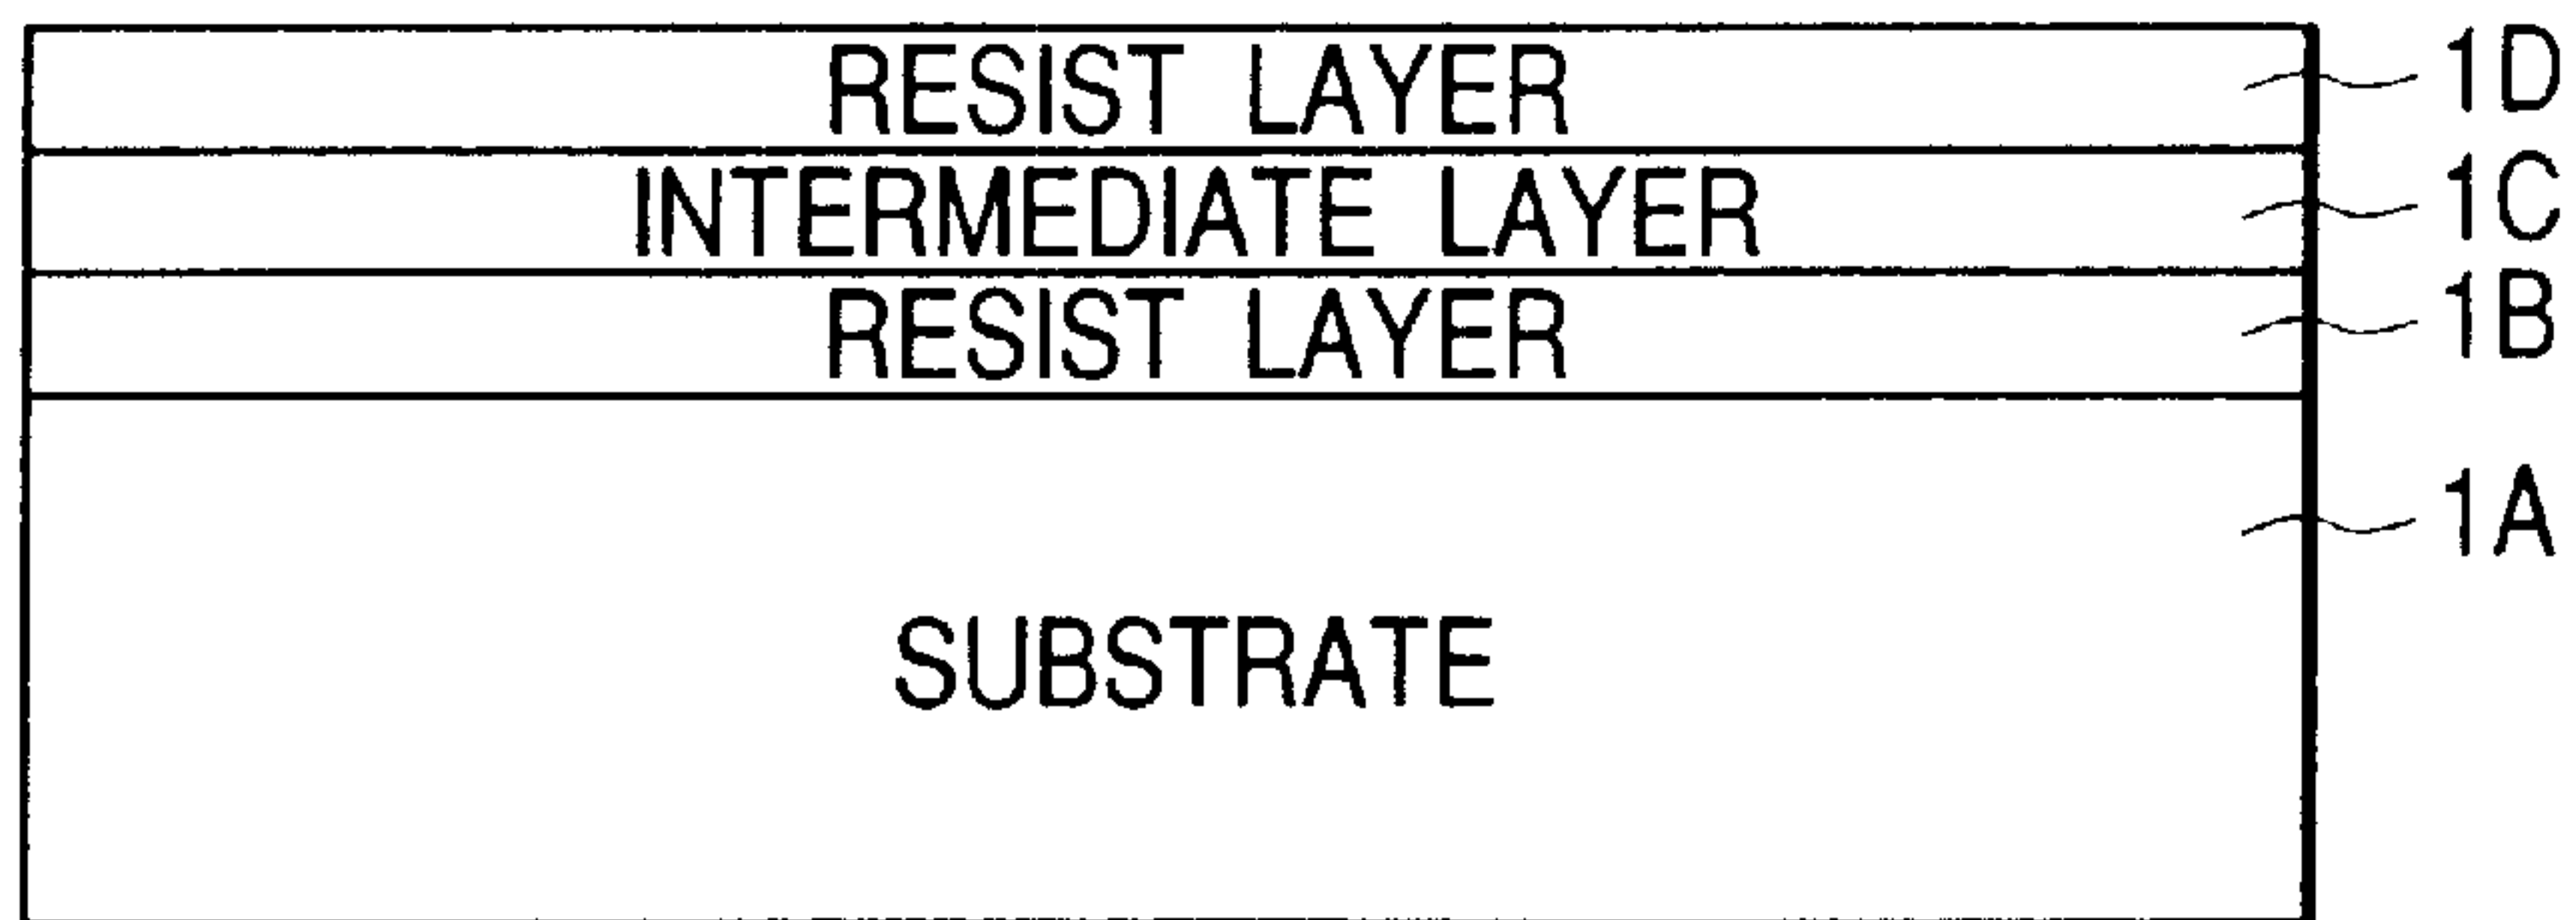 RESIST LAYER 1D
INTERMEDIATE LAYER 1C
RESIST LAYER 1B
1A
SUBSTRATE